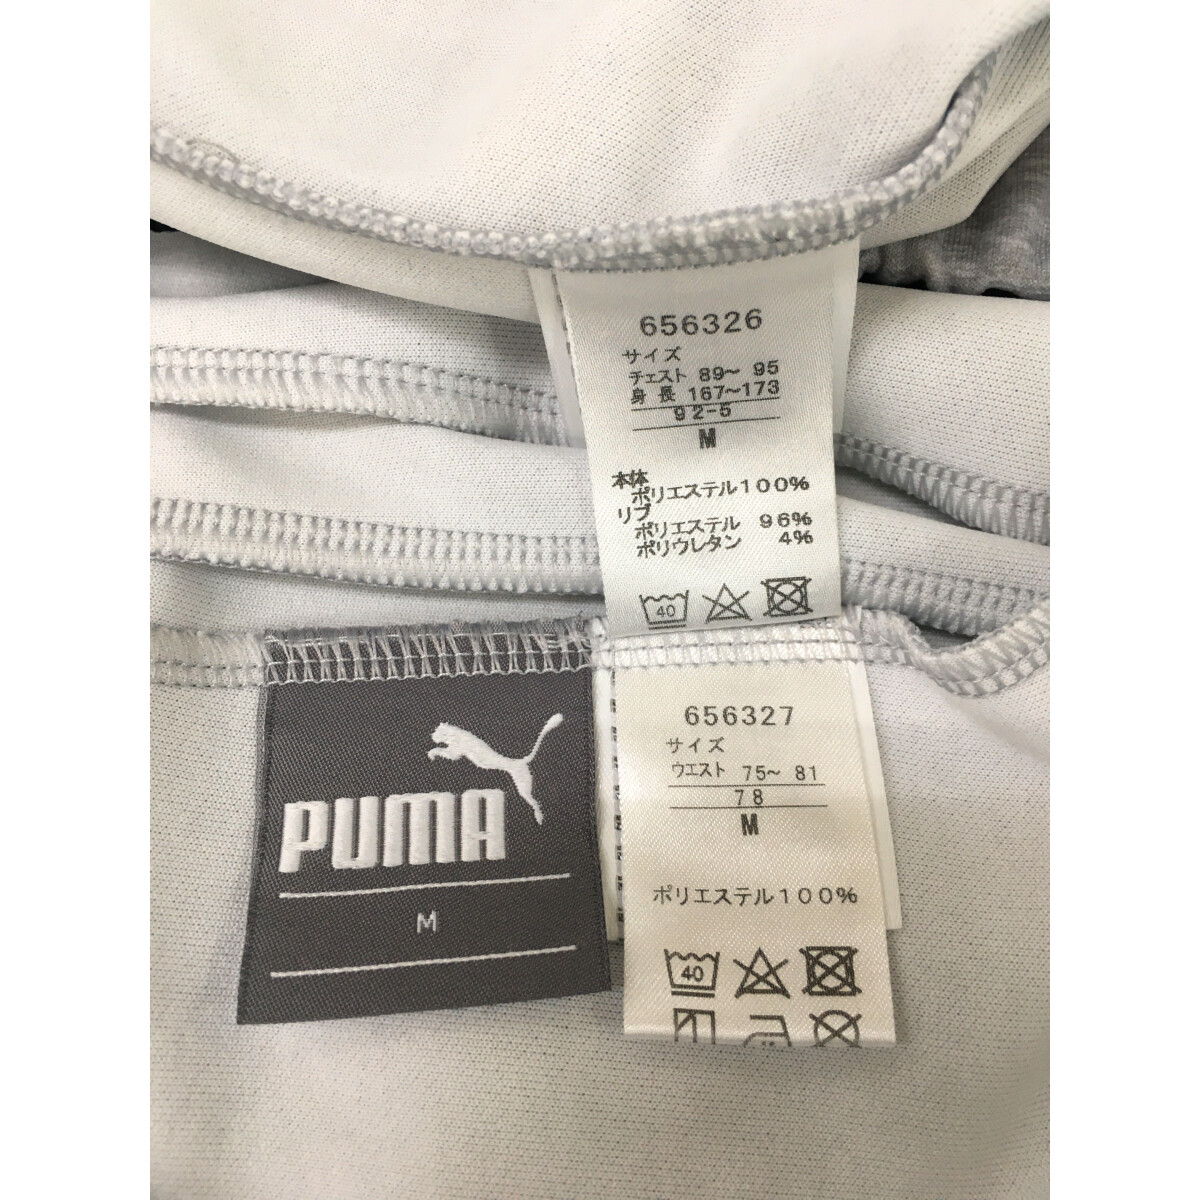 656326
サイズ
チェスト 89～ 95
身長 167～173
92-5
M
本体
ポリエステル100%
リブ
ポリエステル 96%
ポリウレタン 4%
40
PUMA
M
656327
サイズ
ウエスト 75～ 81
78
M
ポリエステル100%
40